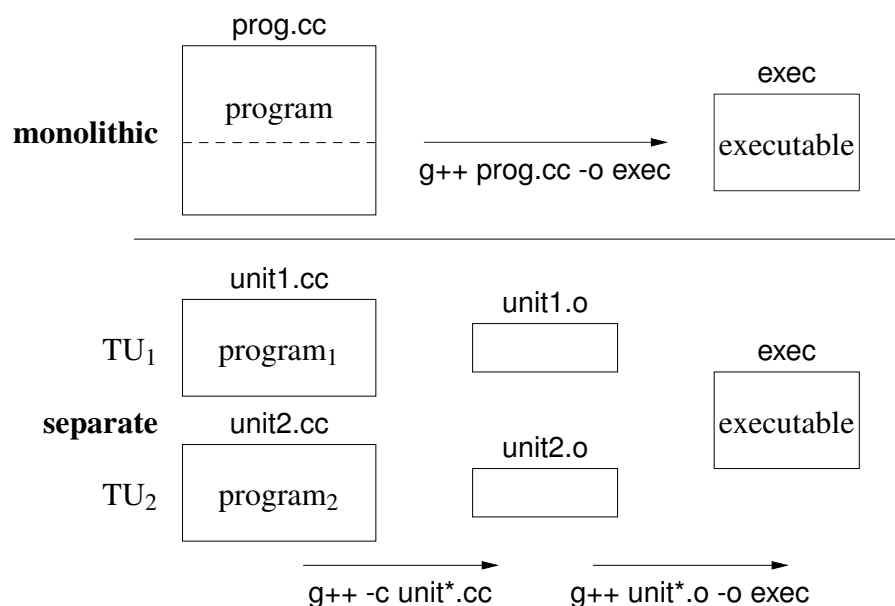 prog.cc
program
monolithic
g++ prog.cc -o exec
exec
executable
unit1.cc
TU₁
program₁
unit1.o
separate
unit2.cc
TU₂
program₂
unit2.o
exec
executable
g++ -c unit*.cc
g++ unit*.o -o exec